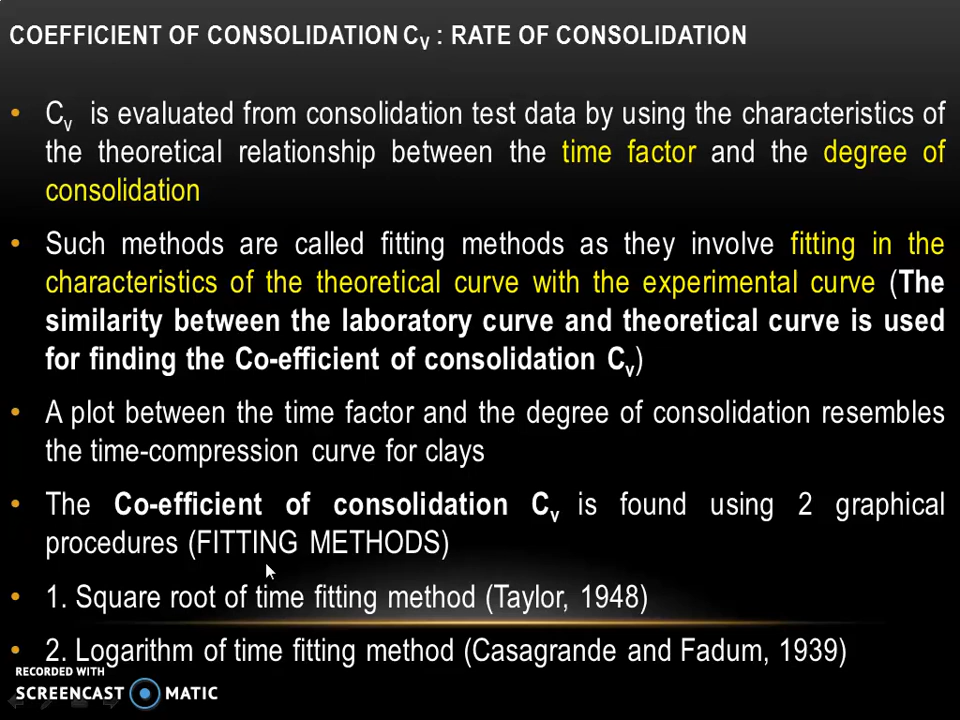 COEFFICIENT OF CONSOLIDATION Cv : RATE OF CONSOLIDATION
• Cv is evaluated from consolidation test data by using the characteristics of
the theoretical relationship between the time factor and the degree of
consolidation
• Such methods are called fitting methods as they involve fitting in the
characteristics of the theoretical curve with the experimental curve (The
similarity between the laboratory curve and theoretical curve is used
for finding the Co-efficient of consolidation Cv)
• A plot between the time factor and the degree of consolidation resembles
the time-compression curve for clays
• The Co-efficient of consolidation Cv is found using 2 graphical
procedures (FITTING METHODS)
• 1. Square root of time fitting method (Taylor, 1948)
• 2. Logarithm of time fitting method (Casagrande and Fadum, 1939)
RECORDED WITH
SCREENCAST MATIC